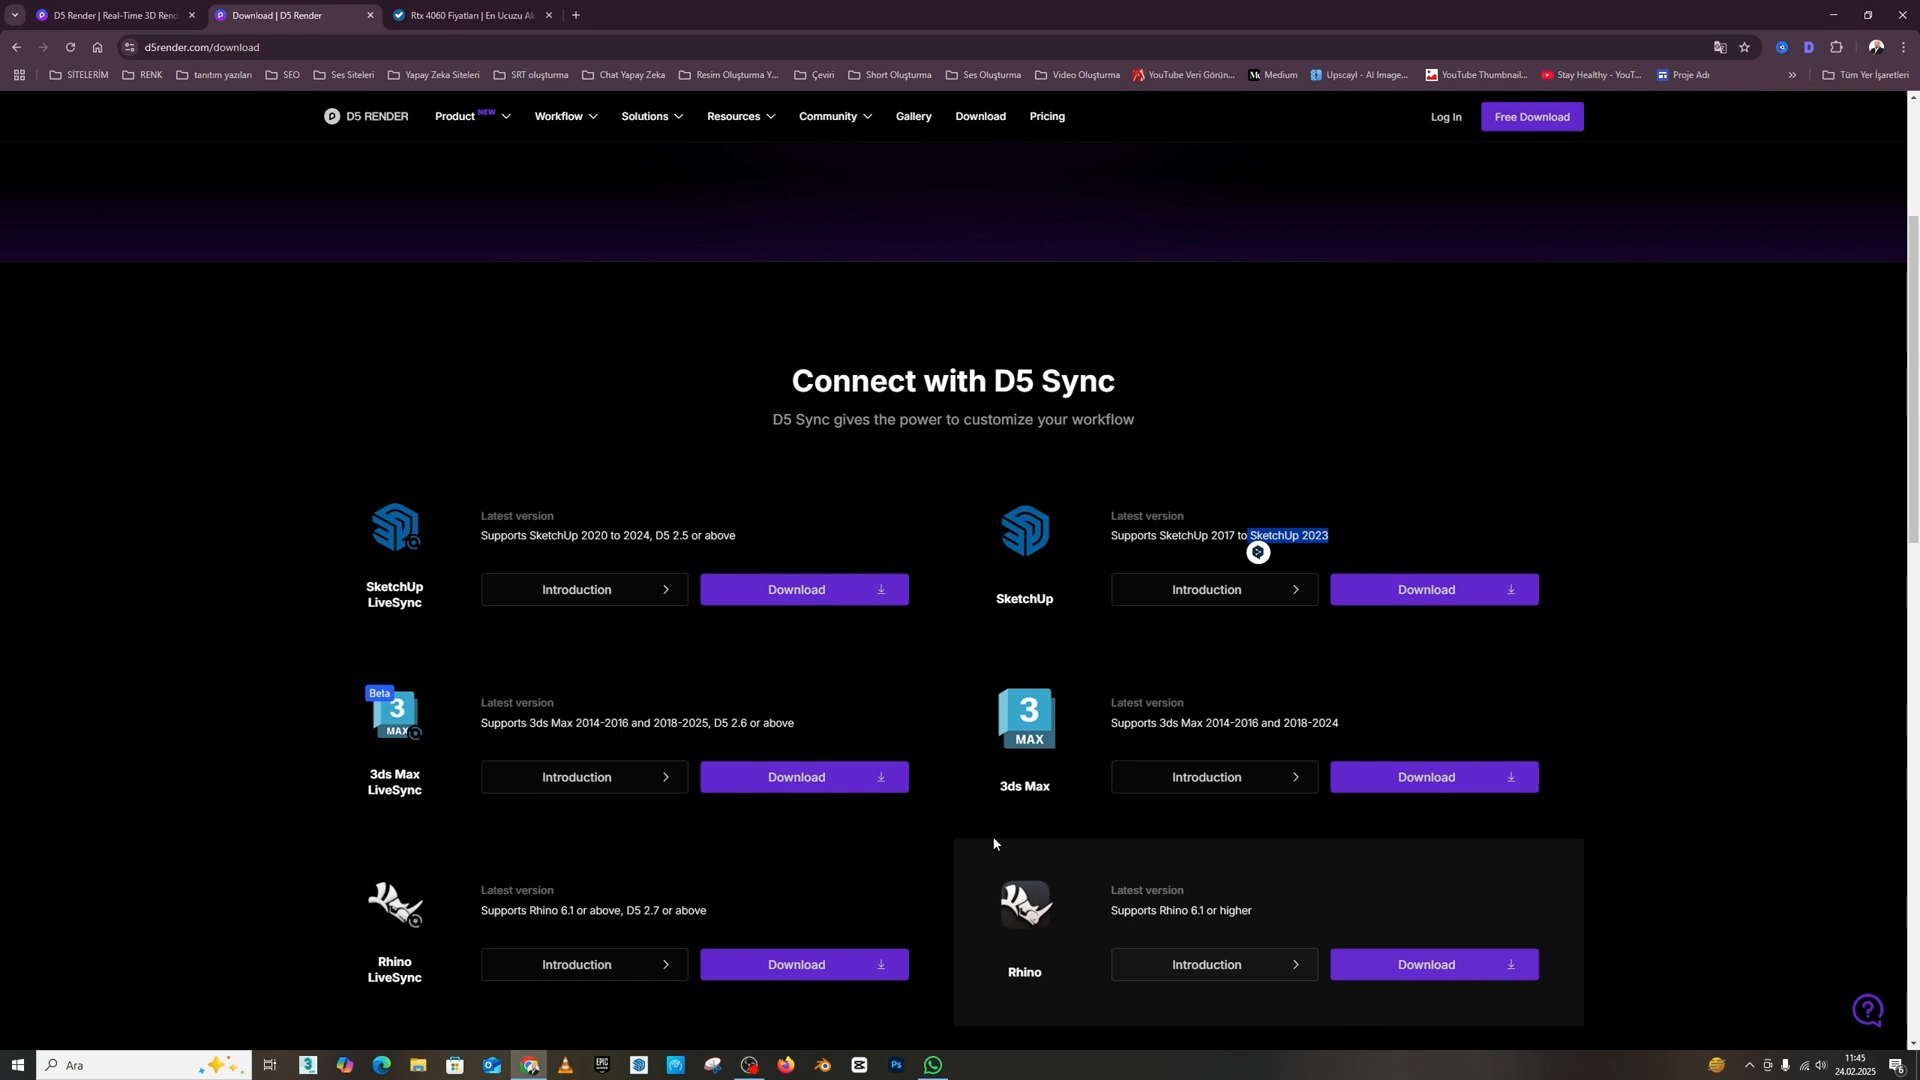 D5 Render | Real-Time 3D Rend
Download | D5 Render
Rtx 4060 Fiyatları | En Ucuzu Ak
d5render.com/download
SİTELERİM
RENK
tanıtım yazıları
SEO
Ses Siteleri
Yapay Zeka Siteleri
SRT oluşturma
Chat Yapay Zeka
Resim Oluşturma Y...
Çeviri
Short Oluşturma
Ses Oluşturma
Video Oluşturma
YouTube Veri Görün...
Medium
Upscayl - AI Image...
YouTube Thumbnail...
Stay Healthy - YouT...
Proje Adı
Tüm Yer İşaretleri
D5 RENDER
Product NEW
Workflow
Solutions
Resources
Community
Gallery
Download
Pricing
Log In
Free Download
Connect with D5 Sync
D5 Sync gives the power to customize your workflow
Latest version
Supports SketchUp 2020 to 2024, D5 2.5 or above
SketchUp
LiveSync
Introduction
Download
Latest version
Supports SketchUp 2017 to SketchUp 2023
SketchUp
Introduction
Download
Beta
3
MAX
Latest version
Supports 3ds Max 2014-2016 and 2018-2025, D5 2.6 or above
3ds Max
LiveSync
Introduction
Download
3
MAX
Latest version
Supports 3ds Max 2014-2016 and 2018-2024
3ds Max
Introduction
Download
Latest version
Supports Rhino 6.1 or above, D5 2.7 or above
Rhino
LiveSync
Introduction
Download
Latest version
Supports Rhino 6.1 or higher
Rhino
Introduction
Download
Ara
EPIC
Ps
11:45
24.02.2025
6